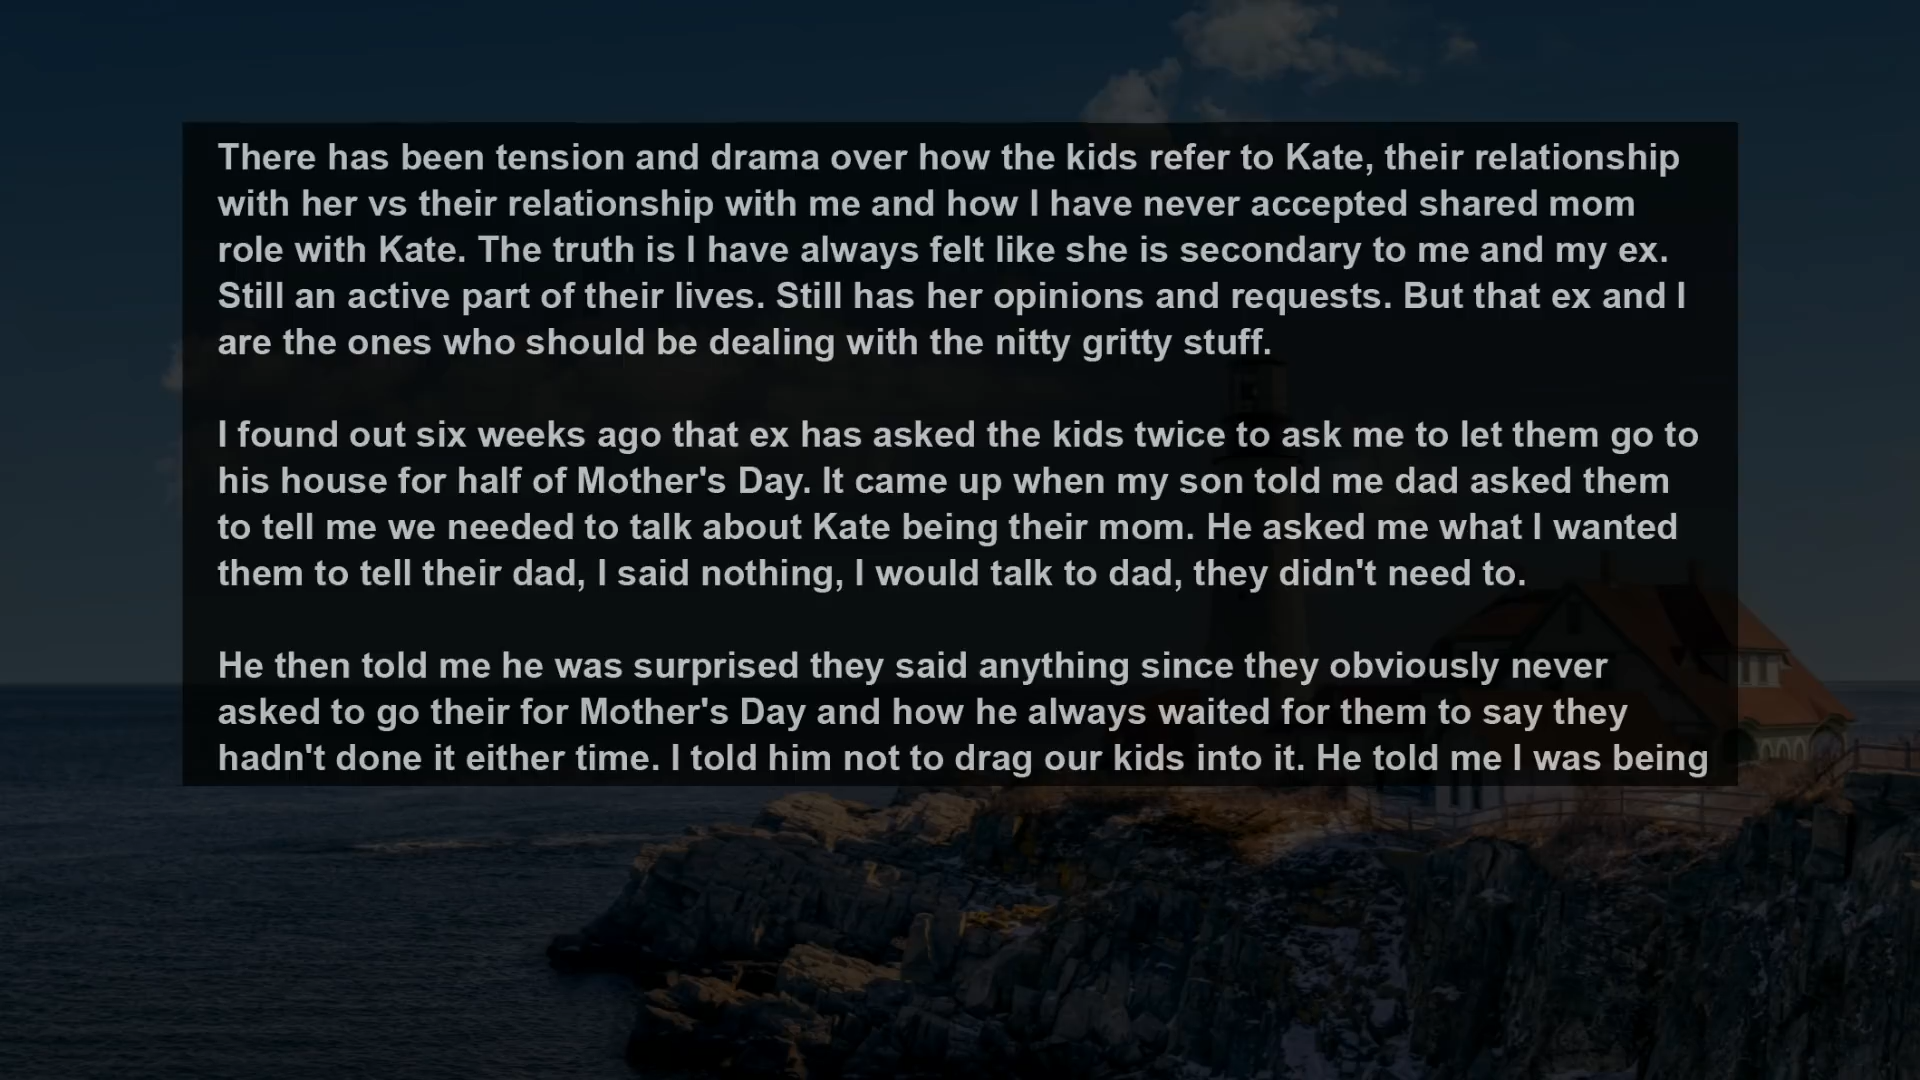 There has been tension and drama over how the kids refer to Kate, their relationship
with her vs their relationship with me and how I have never accepted shared mom
role with Kate. The truth is I have always felt like she is secondary to me and my ex.
Still an active part of their lives. Still has her opinions and requests. But that ex and I
are the ones who should be dealing with the nitty gritty stuff.
I found out six weeks ago that ex has asked the kids twice to ask me to let them go to
his house for half of Mother's Day. It came up when my son told me dad asked them
to tell me we needed to talk about Kate being their mom. He asked me what I wanted
them to tell their dad, I said nothing, I would talk to dad, they didn't need to.
He then told me he was surprised they said anything since they obviously never
asked to go their for Mother's Day and how he always waited for them to say they
hadn't done it either time. I told him not to drag our kids into it. He told me I was being